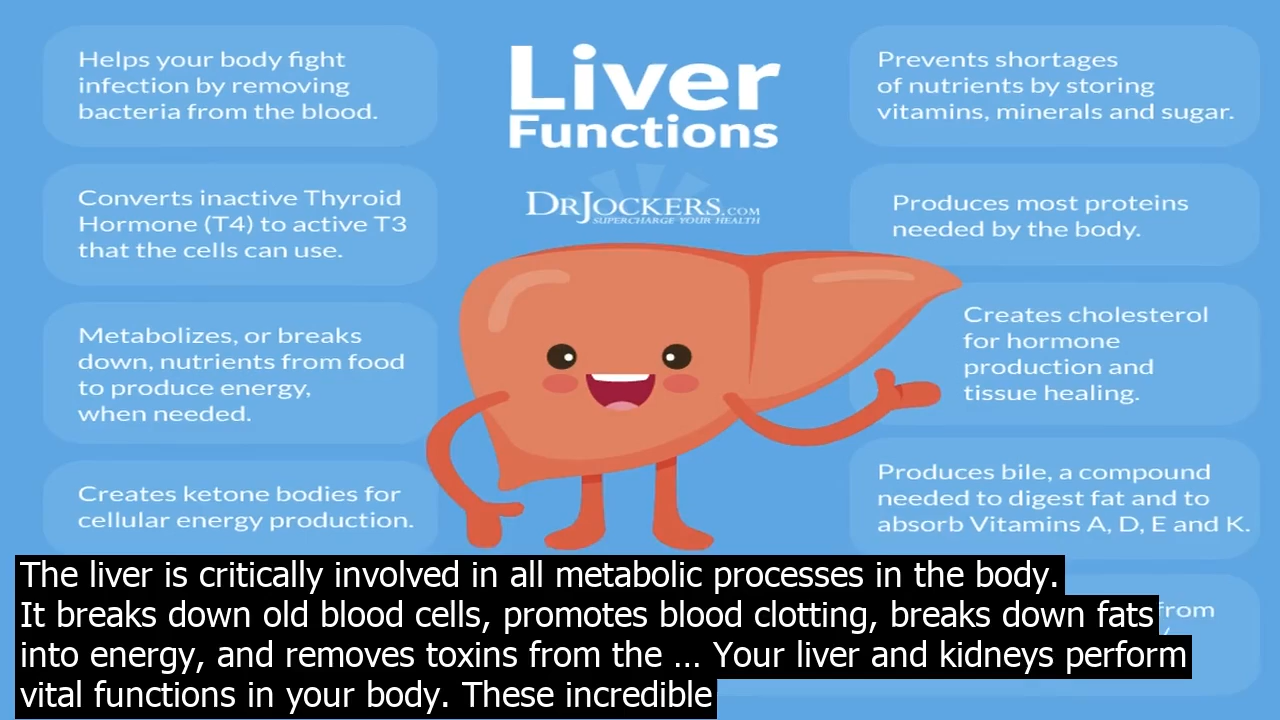 Liver
Functions
DRJOCKERS.COM
SUPERCHARGE YOUR HEALTH
Helps your body fight
infection by removing
bacteria from the blood.
Converts inactive Thyroid
Hormone (T4) to active T3
that the cells can use.
Metabolizes, or breaks
down, nutrients from food
to produce energy,
when needed.
Creates ketone bodies for
cellular energy production.
Prevents shortages
of nutrients by storing
vitamins, minerals and sugar.
Produces most proteins
needed by the body.
Creates cholesterol
for hormone
production and
tissue healing.
Produces bile, a compound
needed to digest fat and to
absorb Vitamins A, D, E and K.
from
The liver is critically involved in all metabolic processes in the body.
It breaks down old blood cells, promotes blood clotting, breaks down fats
into energy, and removes toxins from the ... Your liver and kidneys perform
vital functions in your body. These incredible